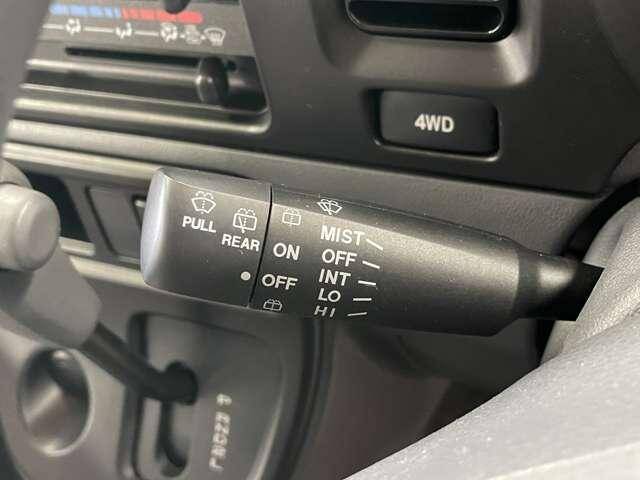 4WD
PULL
REAR
ON
OFF
MIST
OFF
INT
LO
HI